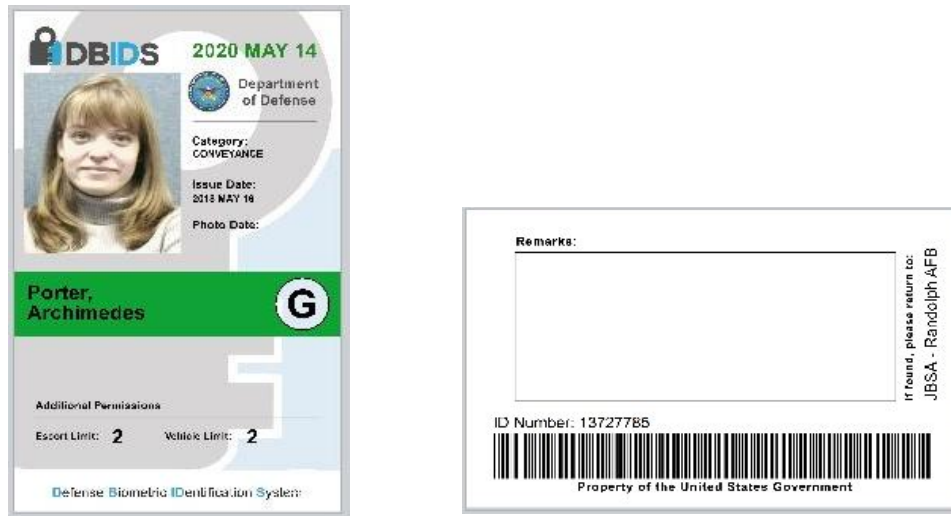 DBIDS
2020 MAY 14
Department
of Defense
Category:
CONVEYANCE
Issue Date:
2018 MAY 16
Photo Date:
Porter,
Archimedes
G
Additional Permissions
Escort Limit: 2 Vehicle Limit: 2
Defense Biometric IDentification System
Remarks:
If found, please return to:
JBSA - Randolph AFB
ID Number: 13727785
Property of the United States Government